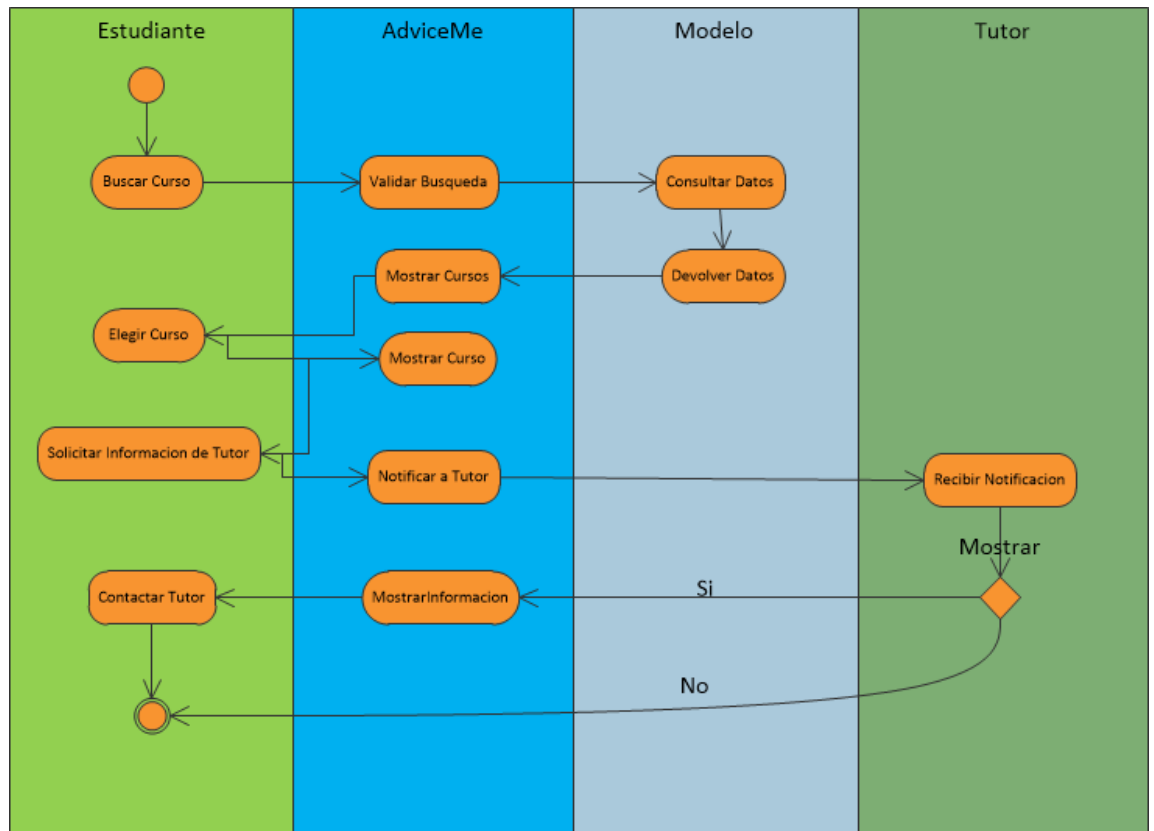 Estudiante
AdviceMe
Modelo
Tutor
Buscar Curso
Validar Busqueda
Consultar Datos
Mostrar Cursos
Devolver Datos
Elegir Curso
Mostrar Curso
Solicitar Informacion de Tutor
Notificar a Tutor
Recibir Notificacion
Mostrar
Contactar Tutor
MostrarInformacion
Si
No